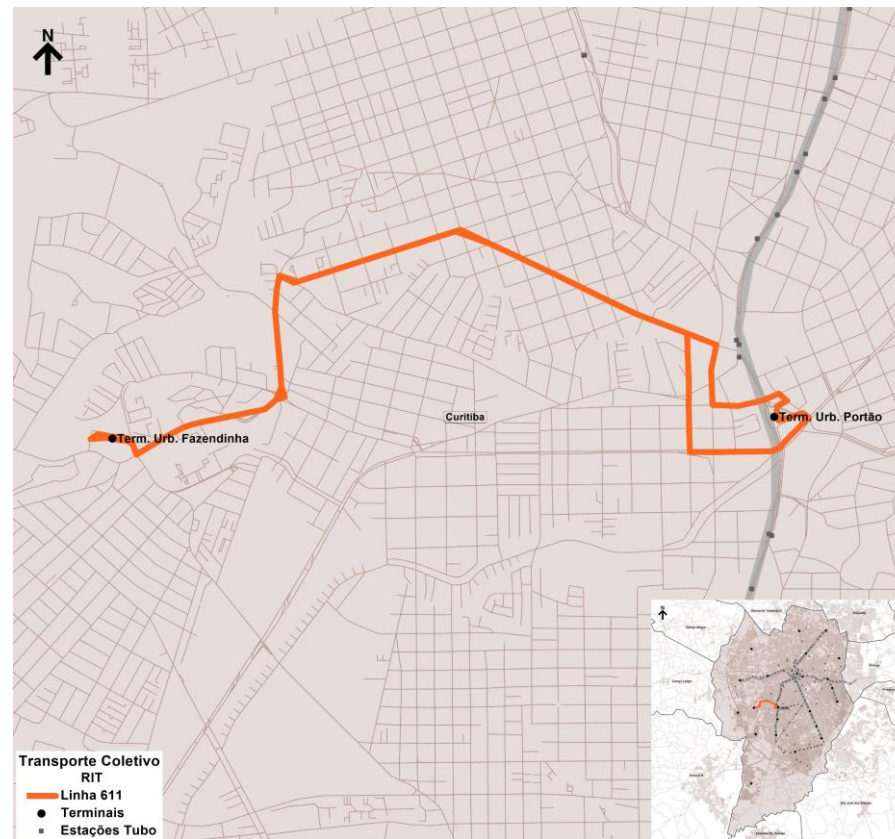 N
Curitiba
Term. Urb. Portão
Term. Urb. Fazendinha
N
Transporte Coletivo
RIT
Linha 611
Terminais
Estações Tubo